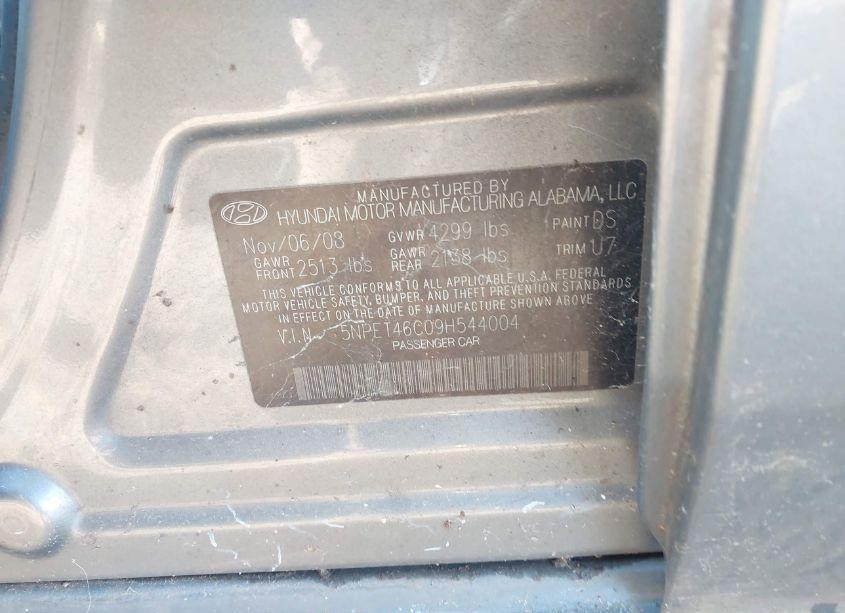 MANUFACTURED BY
HYUNDAI MOTOR MANUFACTURING ALABAMA, LLC
Nov/06/08 GVWR 4299 lbs PAINT DS
GAWR FRONT 2513 lbs GAWR REAR 2138 lbs TRIM U7
THIS VEHICLE CONFORMS TO ALL APPLICABLE U.S.A. FEDERAL
MOTOR VEHICLE SAFETY, BUMPER, AND THEFT PREVENTION STANDARDS
IN EFFECT ON THE DATE OF MANUFACTURE SHOWN ABOVE
V.I.N 5NPET46C09H544004
PASSENGER CAR